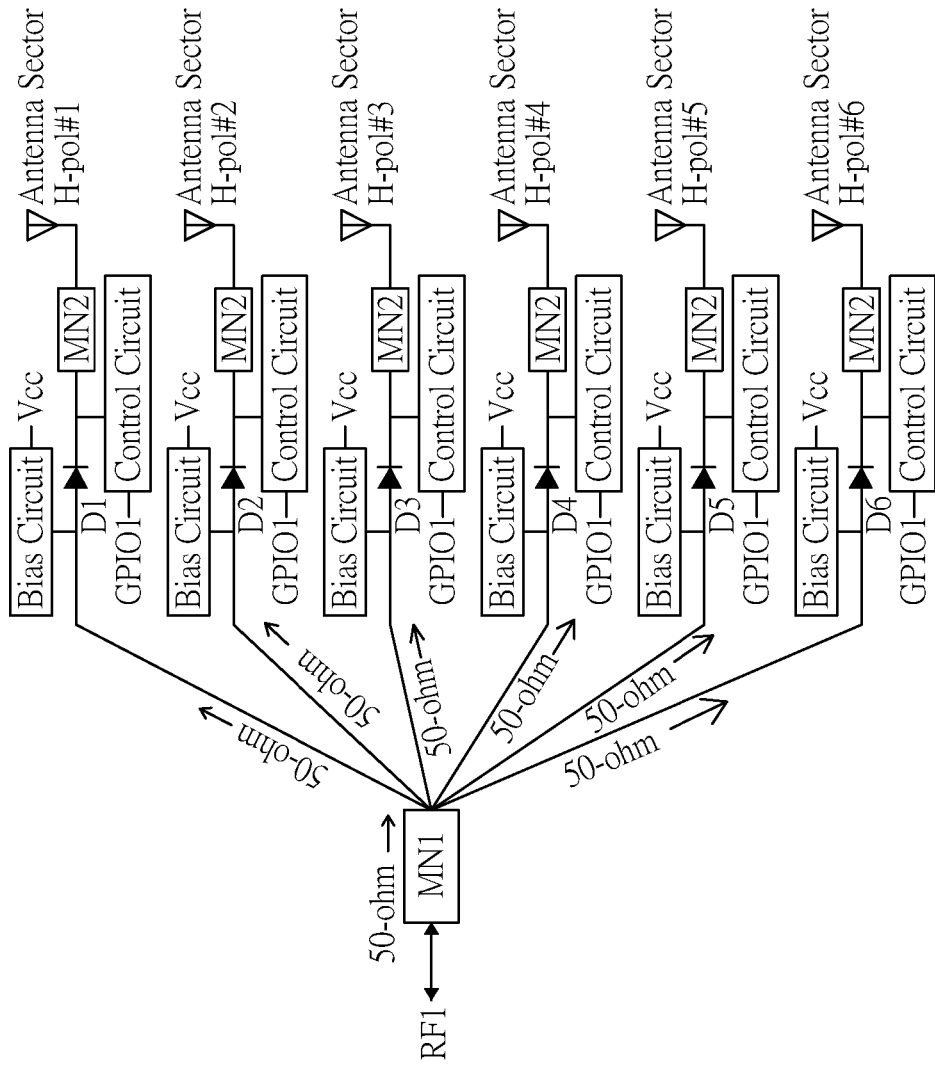 Antenna Sector
H-pol#1
Bias Circuit
Vcc
MN2
D1
GPIO1
Control Circuit
Antenna Sector
H-pol#2
Bias Circuit
Vcc
MN2
D2
GPIO1
Control Circuit
Antenna Sector
H-pol#3
Bias Circuit
Vcc
MN2
D3
GPIO1
Control Circuit
Antenna Sector
H-pol#4
Bias Circuit
Vcc
MN2
D4
GPIO1
Control Circuit
Antenna Sector
H-pol#5
Bias Circuit
Vcc
MN2
D5
GPIO1
Control Circuit
Antenna Sector
H-pol#6
Bias Circuit
Vcc
MN2
D6
GPIO1
Control Circuit
50-ohm
50-ohm
50-ohm
50-ohm
50-ohm
50-ohm
50-ohm
MN1
RF1